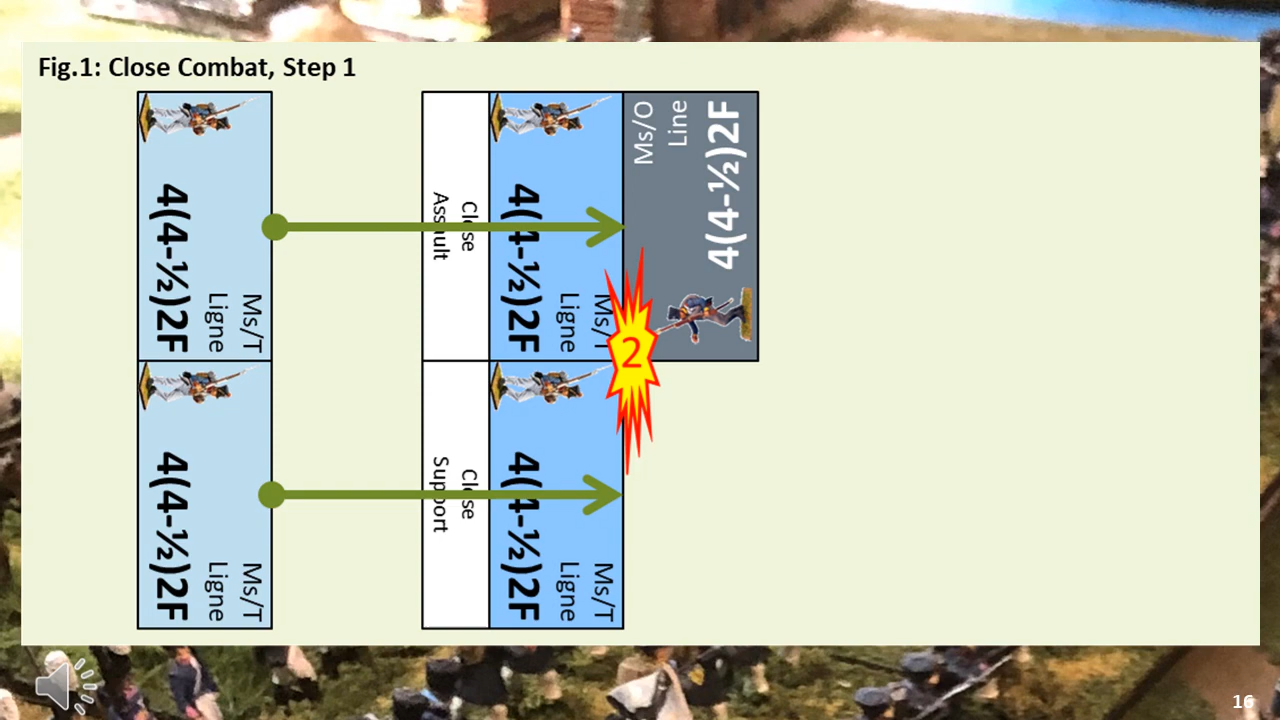 Fig.1: Close Combat, Step 1
4(4-½)2F
Ligne
Ms/T
4(4-½)2F
Ligne
Ms/T
Close
Assault
4(4-½)2F
Ligne
Ms/T
Close
Support
4(4-½)2F
Ligne
Ms/T
Ms/O
Line
4(4-½)2F
2
16